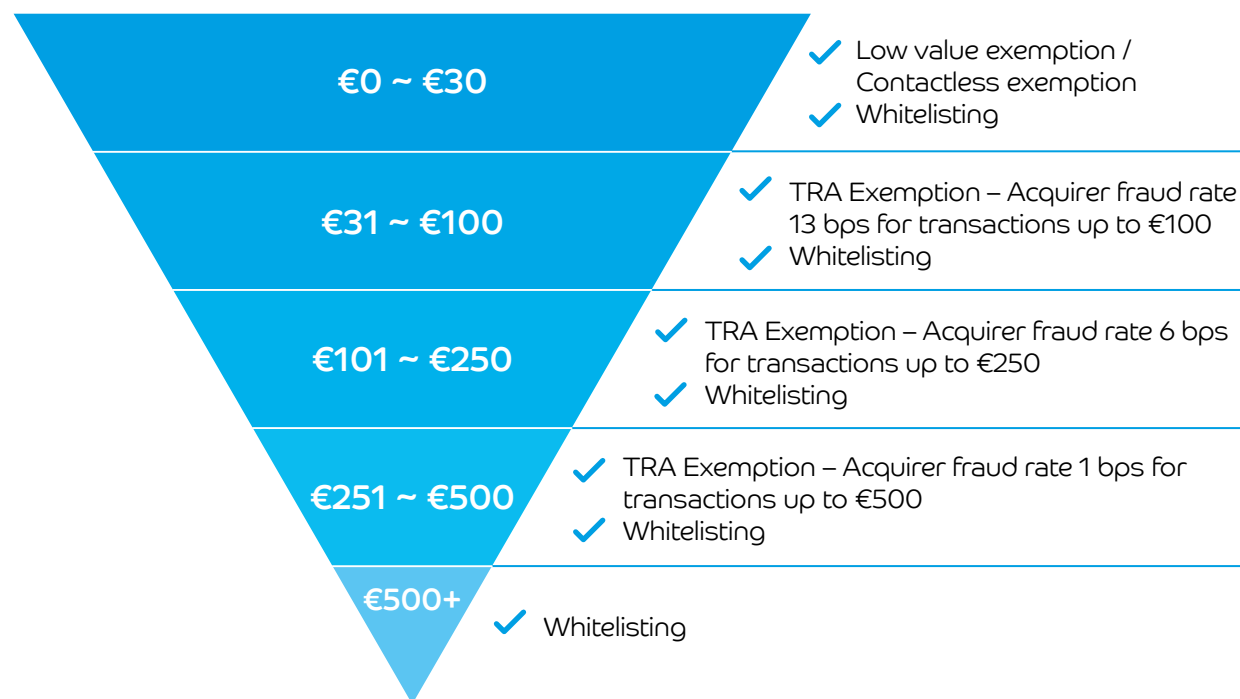 €0 ~ €30
Low value exemption /
Contactless exemption
Whitelisting
€31 ~ €100
TRA Exemption – Acquirer fraud rate
13 bps for transactions up to €100
Whitelisting
€101 ~ €250
TRA Exemption – Acquirer fraud rate 6 bps
for transactions up to €250
Whitelisting
€251 ~ €500
TRA Exemption – Acquirer fraud rate 1 bps for
transactions up to €500
Whitelisting
€500+
Whitelisting